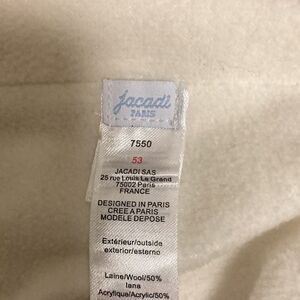 jacadi
PARIS
7550
53
JACADI SAS
25 rue Louis Le Grand
75002 Paris
FRANCE
DESIGNED IN PARIS
CREE A PARIS
MODELE DEPOSE
Extérieur/outside
exterior/esterno
Laine/Wool/50%
lana
Acrylique/Acrylic/50%